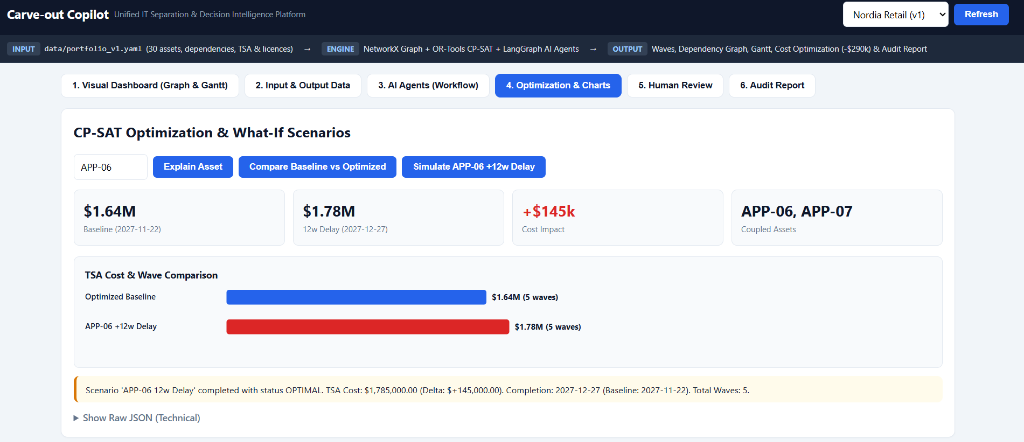 Carve-out Copilot Unified IT Separation & Decision Intelligence Platform Nordia Retail (v1) Refresh
INPUT data/portfolio_v1.yaml (30 assets, dependencies, TSA & licences) → ENGINE NetworkX Graph + OR-Tools CP-SAT + LangGraph AI Agents → OUTPUT Waves, Dependency Graph, Gantt, Cost Optimization (-$290k) & Audit Report
1. Visual Dashboard (Graph & Gantt) 2. Input & Output Data 3. AI Agents (Workflow) 4. Optimization & Charts 5. Human Review 6. Audit Report
CP-SAT Optimization & What-If Scenarios
APP-06 Explain Asset Compare Baseline vs Optimized Simulate APP-06 +12w Delay
$1.64M $1.78M +$145k APP-06, APP-07
Baseline (2027-11-22) 12w Delay (2027-12-27) Cost Impact Coupled Assets
TSA Cost & Wave Comparison
Optimized Baseline $1.64M (5 waves)
APP-06 +12w Delay $1.78M (5 waves)
Scenario 'APP-06 12w Delay' completed with status OPTIMAL. TSA Cost: $1,785,000.00 (Delta: $+145,000.00). Completion: 2027-12-27 (Baseline: 2027-11-22). Total Waves: 5.
▶ Show Raw JSON (Technical)